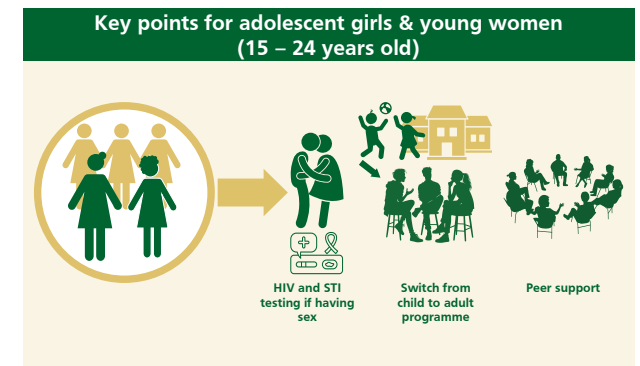 Key points for adolescent girls & young women
(15 – 24 years old)
HIV and STI
testing if having
sex
Switch from
child to adult
programme
Peer support